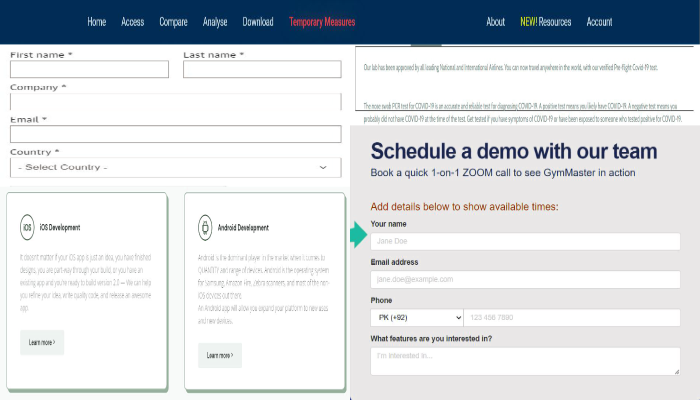 Home Access Compare Analyse Download Temporary Measures About NEW! Resources Account
First name * Last name *
Company *
Email *
Country *
- Select Country -
Our lab has been approved by all leading National and International Airlines. You can now travel anywhere in the world, with our verified Pre-flight Covid-19 test.
The nose swab PCR test for COVID-19 is an accurate and reliable test for diagnosing COVID-19. A positive test means you likely have COVID-19. A negative test means you
probably did not have COVID-19 at the time of the test. Get tested if you have symptoms of COVID-19 or have been exposed to someone who tested positive for COVID-19.
iOS iOS Development
It doesn't matter if your iOS app is just an idea, you have finished
designs, you are part way through your build, or you have an
existing app and you're ready to build version 2.0 — We can help
you refine your idea, write quality code, and release an awesome
app.
Learn more >
Android Development
Android is the dominant player in the market when it comes to
QUANTITY and range of devices. Android is the operating system
for Samsung, Amazon Fire, Zebra scanners, and most of the non-
iOS devices out there.
An Android app will allow you expand your platform to new users
and new devices.
Learn more >
Schedule a demo with our team
Book a quick 1-on-1 ZOOM call to see GymMaster in action
Add details below to show available times:
Your name
Jane Doe
Email address
jane.doe@example.com
Phone
PK (+92) 123 456 7890
What features are you interested in?
I'm interested in...